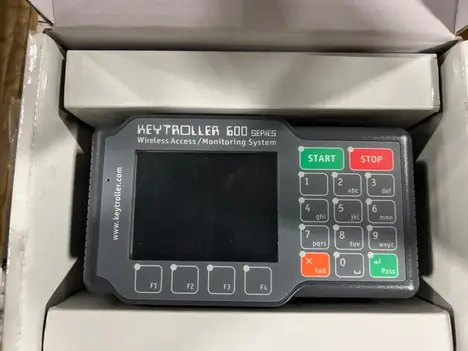 KEYTROLLER 600 SERIES
Wireless Access/Monitoring System
www.keytroller.com
START STOP
1 2 abc 3 def
4 ghi 5 jkl 6 mno
7 pqrs 8 tuv 9 wxyz
× Fail 0 ␣ ↵ Pass
F1 F2 F3 F4